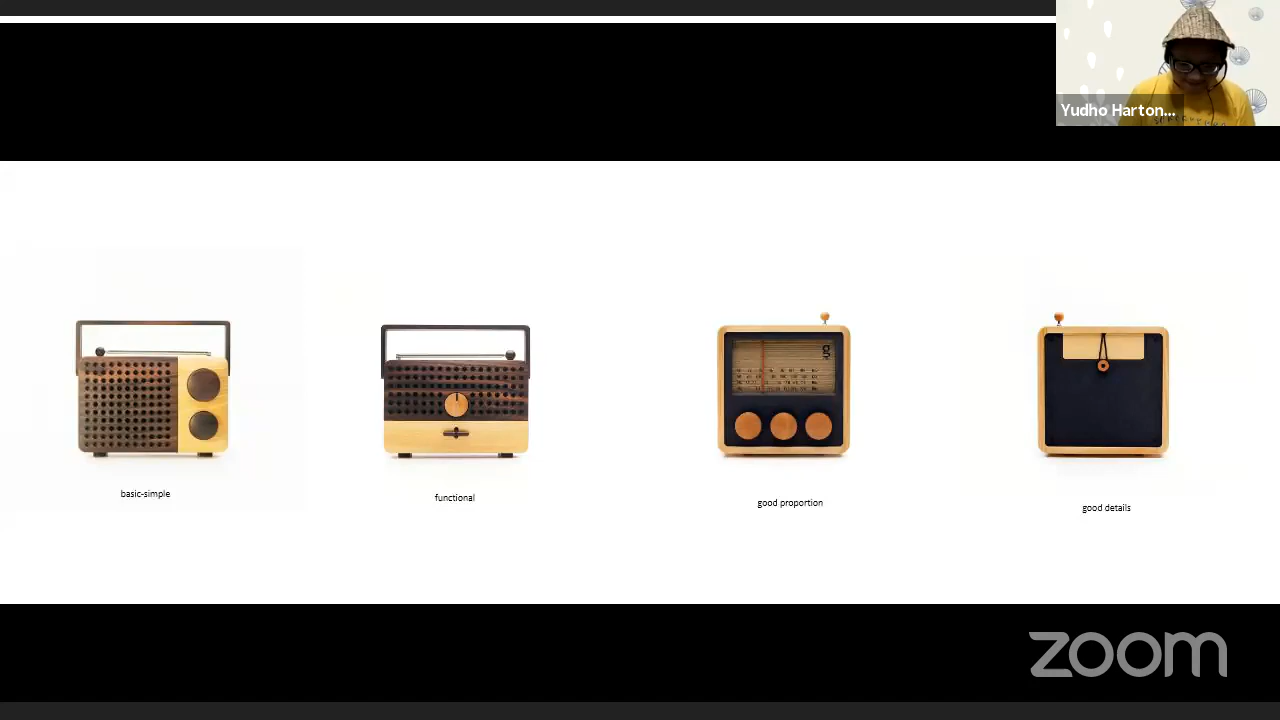 Yudho Harton...
basic-simple
functional
good proportion
good details
zoom